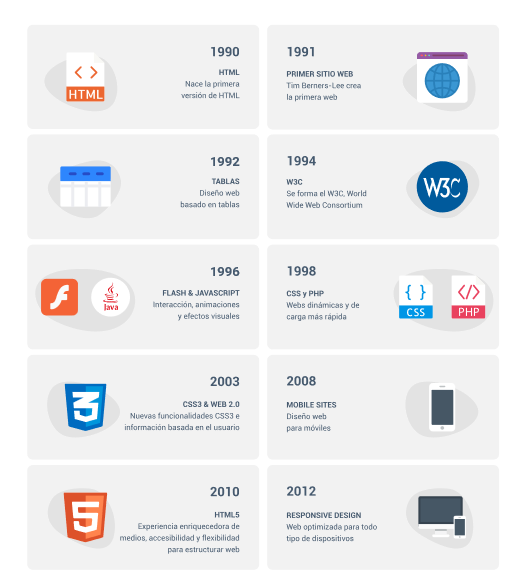 1990
HTML
Nace la primera
versión de HTML
HTML
1991
PRIMER SITIO WEB
Tim Berners-Lee crea
la primera web
1992
TABLAS
Diseño web
basado en tablas
1994
W3C
Se forma el W3C, World
Wide Web Consortium
W3C
1996
FLASH & JAVASCRIPT
Interacción, animaciones
y efectos visuales
Java
1998
CSS y PHP
Webs dinámicas y de
carga más rápida
{ }
CSS
</>
PHP
2003
CSS3 & WEB 2.0
Nuevas funcionalidades CSS3 e
información basada en el usuario
3
2008
MOBILE SITES
Diseño web
para móviles
2010
HTML5
Experiencia enriquecedora de
medios, accesibilidad y flexibilidad
para estructurar web
5
2012
RESPONSIVE DESIGN
Web optimizada para todo
tipo de dispositivos